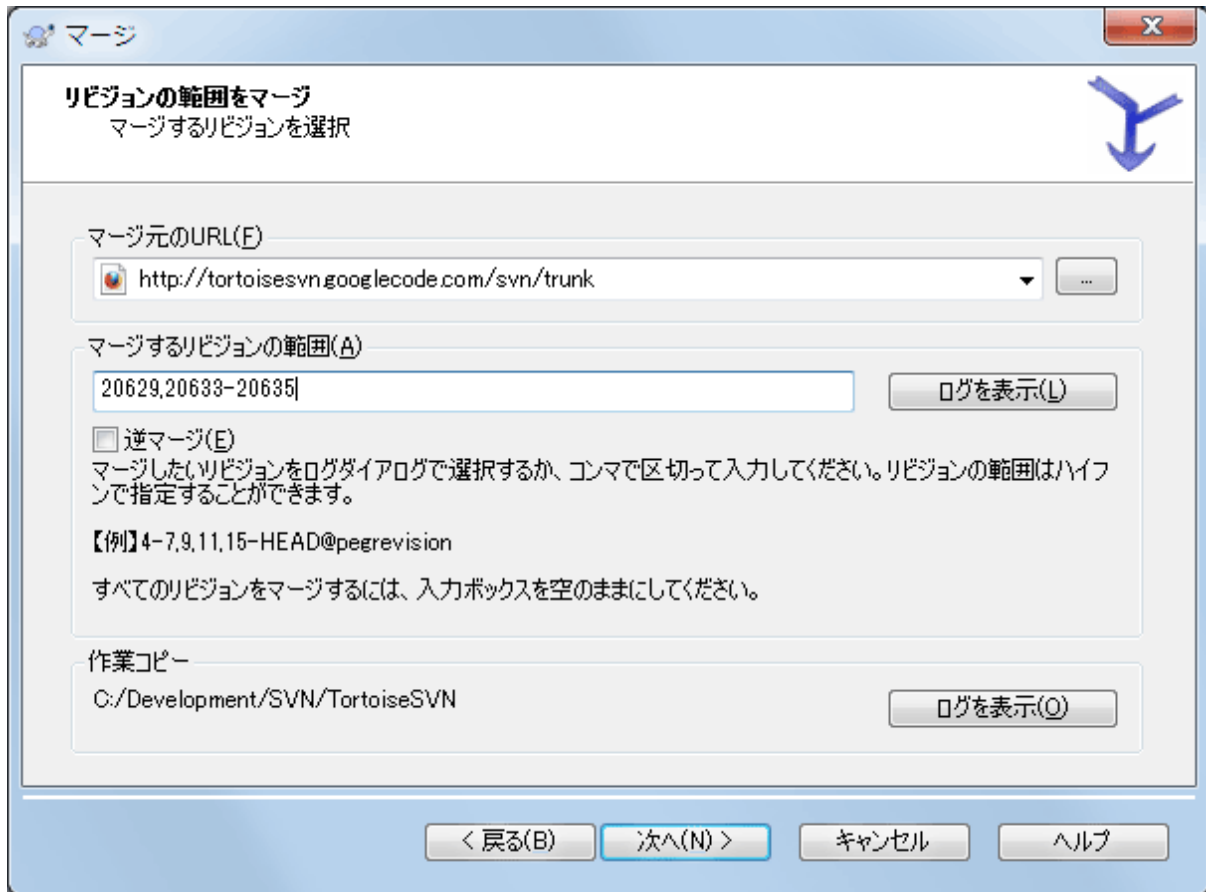 マージ
リビジョンの範囲をマージ
マージするリビジョンを選択
マージ元のURL(F)
http://tortoisesvn.googlecode.com/svn/trunk
...
マージするリビジョンの範囲(A)
20629,20633-20635
ログを表示(L)
逆マージ(E)
マージしたいリビジョンをログダイアログで選択するか、コンマで区切って入力してください。リビジョンの範囲はハイフ
ンで指定することができます。
【例】4-7,9,11,15-HEAD@pegrevision
すべてのリビジョンをマージするには、入力ボックスを空のままにしてください。
作業コピー
C:/Development/SVN/TortoiseSVN
ログを表示(O)
< 戻る(B) 次へ(N) > キャンセル ヘルプ